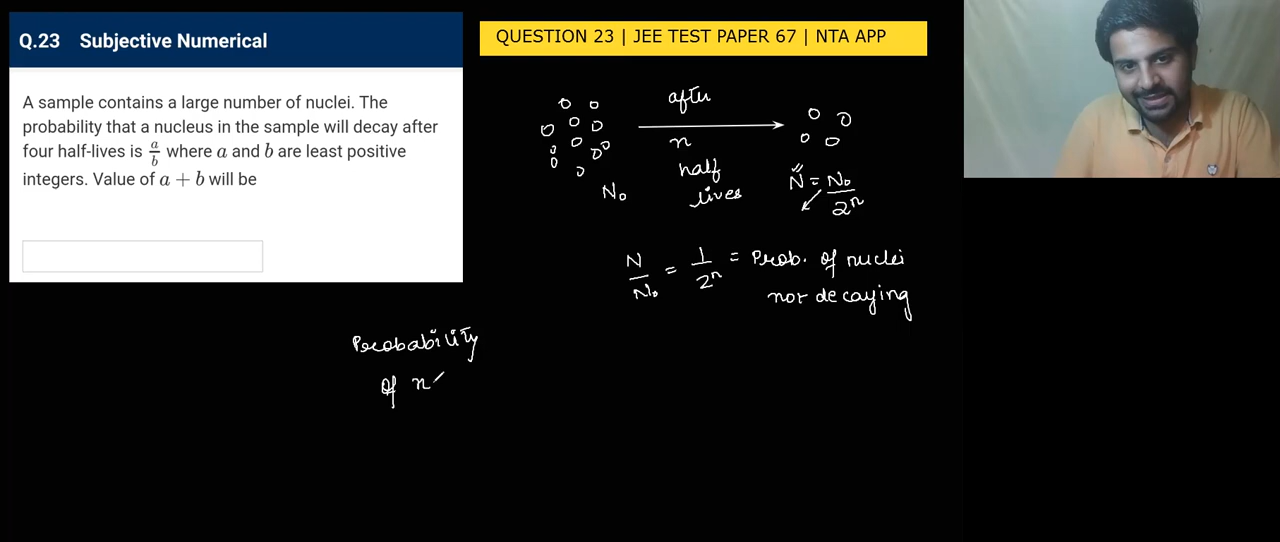 Q.23 Subjective Numerical
QUESTION 23 | JEE TEST PAPER 67 | NTA APP
A sample contains a large number of nuclei. The
probability that a nucleus in the sample will decay after
four half-lives is a/b where a and b are least positive
integers. Value of a + b will be
after
n
half
lives
N₀
N = N₀/2ⁿ
N/N₀ = 1/2ⁿ = Prob. of nuclei
not decaying
Probability
of n